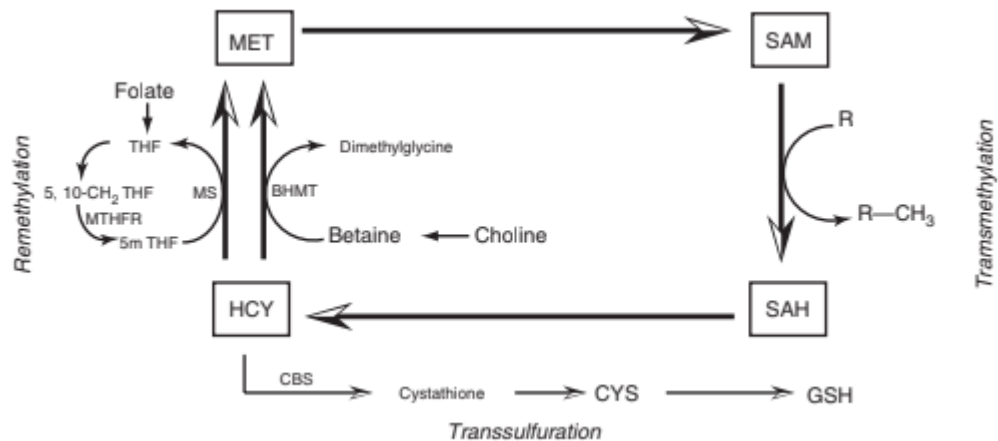 MET
SAM
Folate
THF
5, 10-CH₂ THF
MTHFR
5m THF
MS
BHMT
Dimethylglycine
Betaine
Choline
R
R—CH₃
Remethylation
Tramsmethylation
HCY
SAH
CBS
Cystathione
CYS
GSH
Transsulfuration